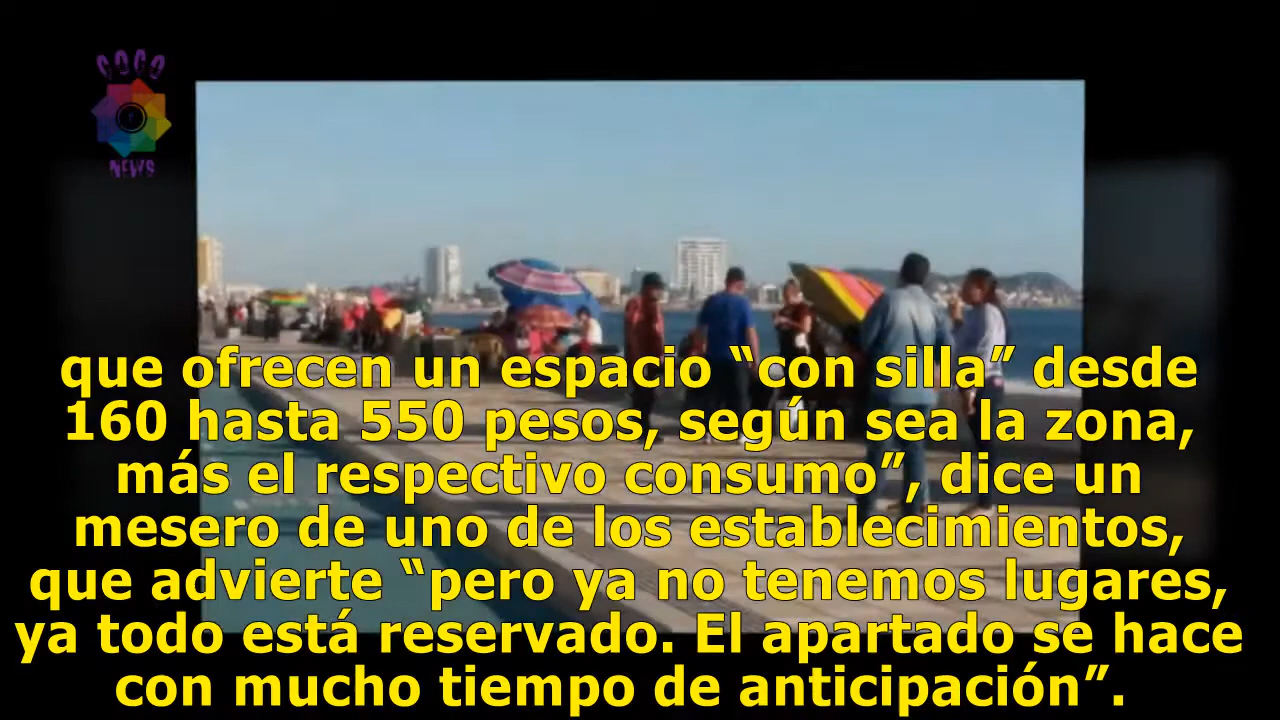 COCO
NEWS
que ofrecen un espacio “con silla” desde
160 hasta 550 pesos, según sea la zona,
más el respectivo consumo”, dice un
mesero de uno de los establecimientos,
que advierte “pero ya no tenemos lugares,
ya todo está reservado. El apartado se hace
con mucho tiempo de anticipación”.